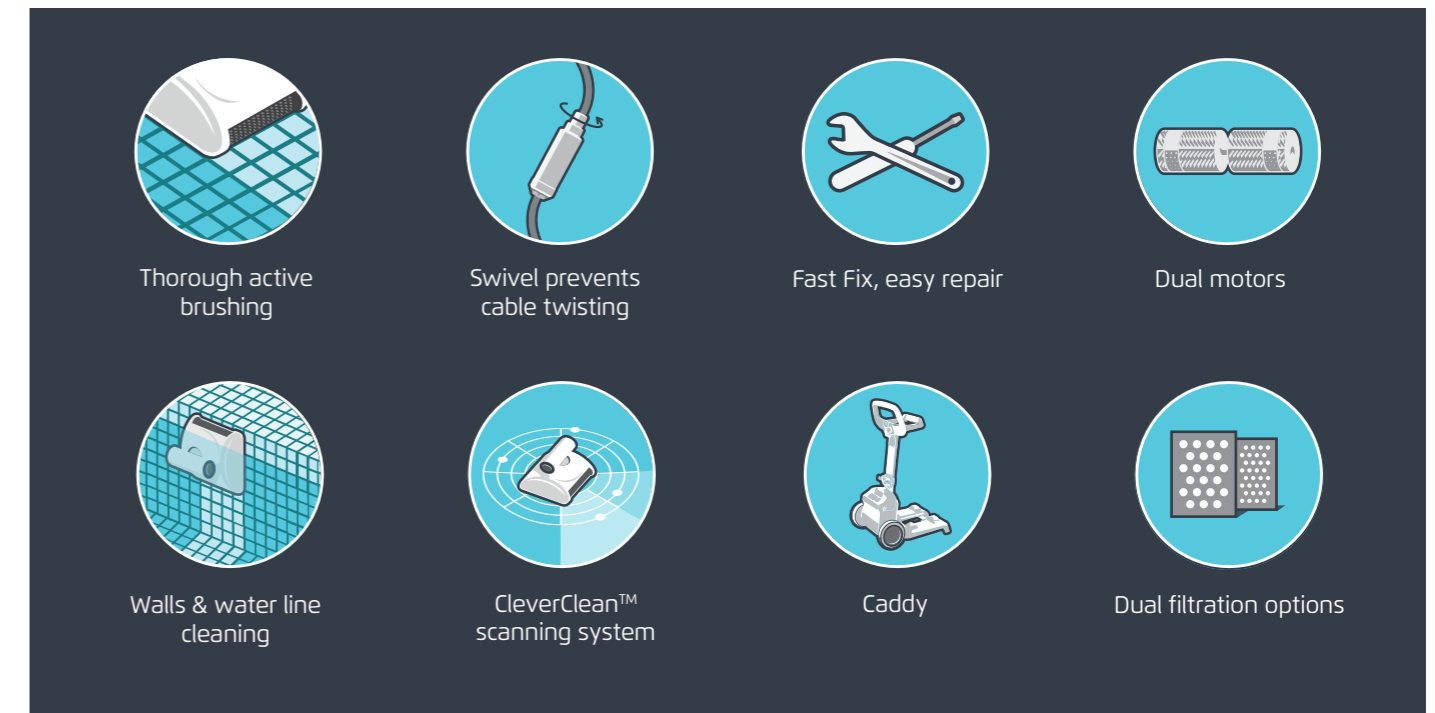 Thorough active
brushing
Swivel prevents
cable twisting
Fast Fix, easy repair
Dual motors
Walls & water line
cleaning
CleverClean™
scanning system
Caddy
Dual filtration options